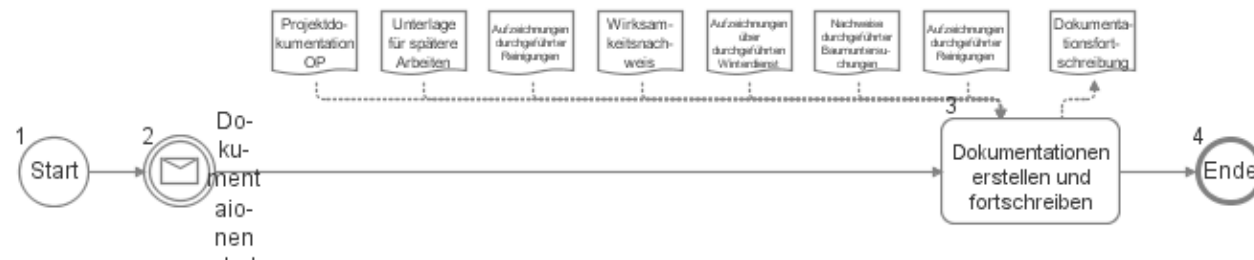 Projektdo-
kumentation
OP
Unterlage
für spätere
Arbeiten
Aufzeichnungen
durchgeführter
Reinigungen
Wirksam-
keitsnach-
weis
Aufzeichnungen
über
durchgeführten
Winterdienst
Nachweise
durchgeführter
Baumuntersu-
chungen
Aufzeichnungen
durchgeführter
Reinigungen
Dokumenta-
tionsfort-
schreibung
1
Start
2
Do-
ku-
ment
aio-
nen
3
Dokumentationen
erstellen und
fortschreiben
4
Ende